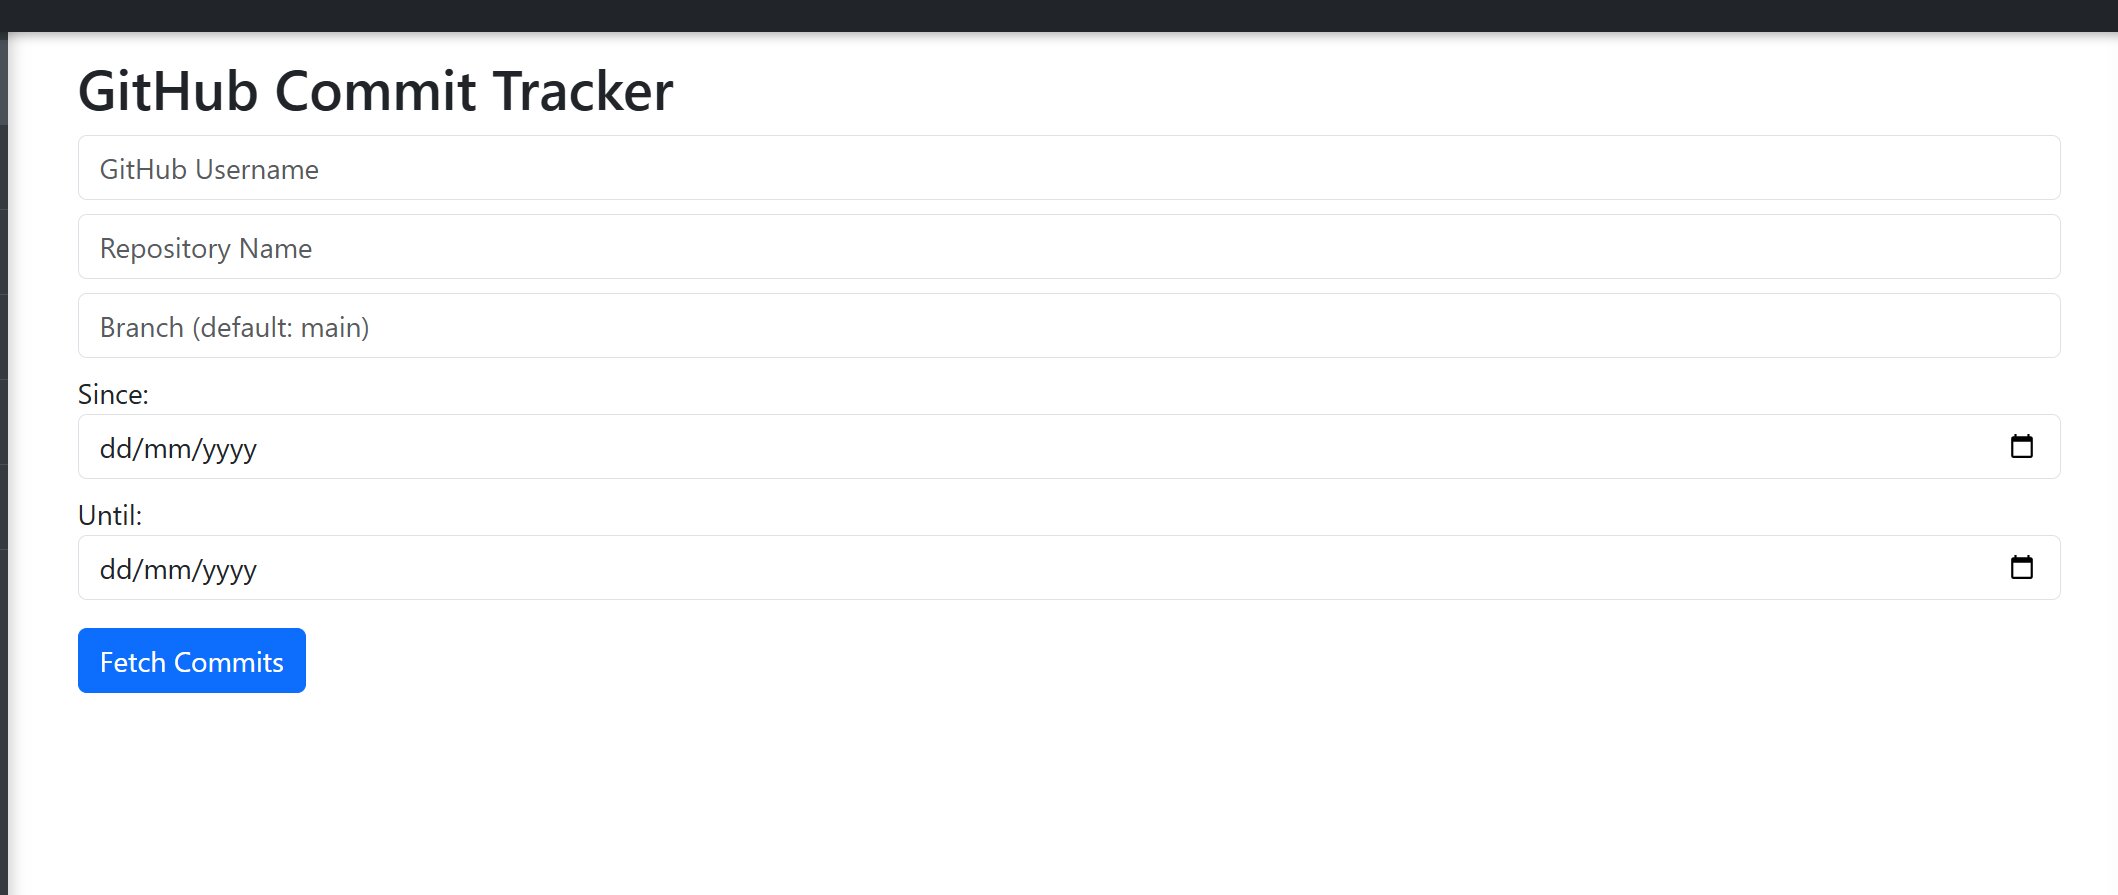 GitHub Commit Tracker
GitHub Username
Repository Name
Branch (default: main)
Since:
dd/mm/yyyy
Until:
dd/mm/yyyy
Fetch Commits